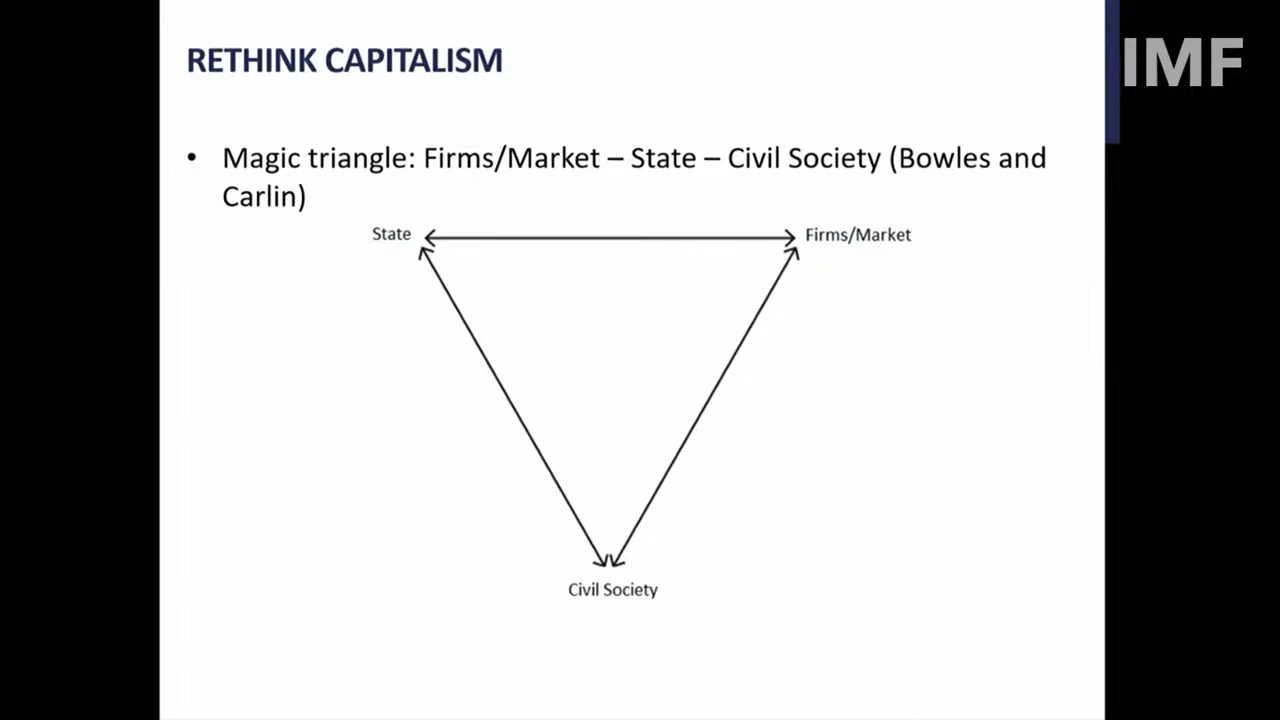 RETHINK CAPITALISM
IMF
• Magic triangle: Firms/Market – State – Civil Society (Bowles and
Carlin)
State
Firms/Market
Civil Society